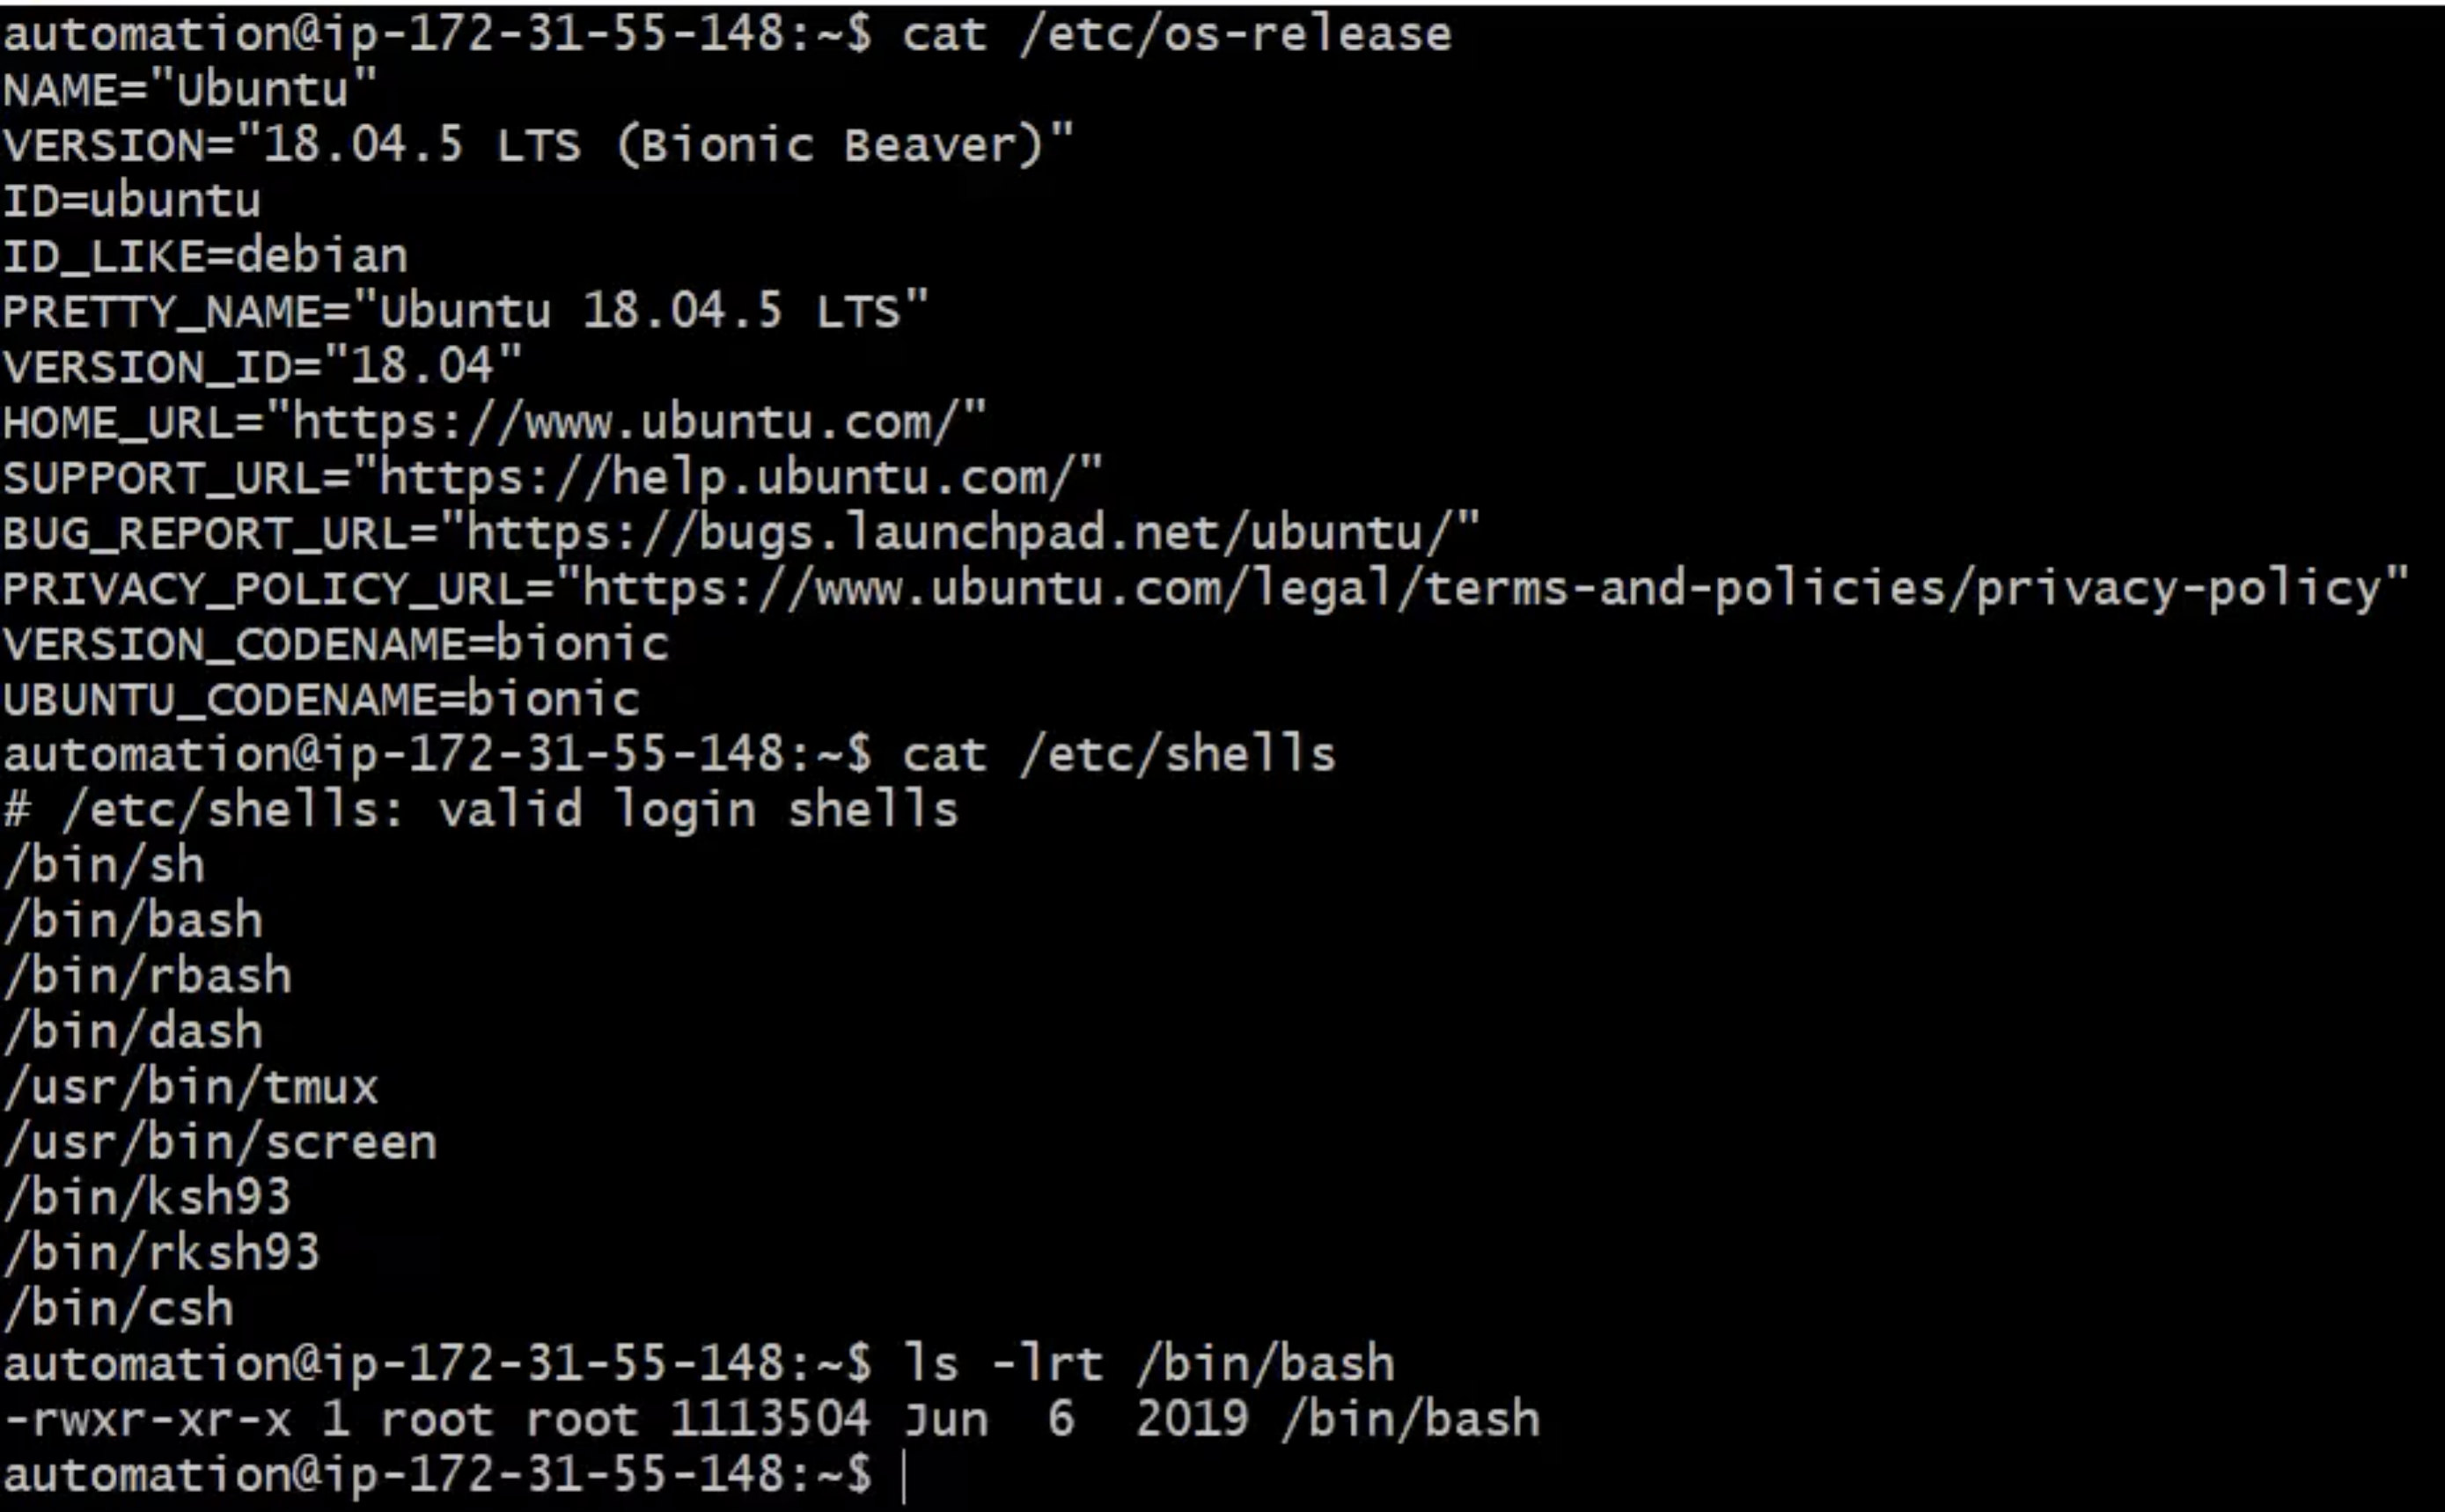 automation@ip-172-31-55-148:~$ cat /etc/os-release
NAME="Ubuntu"
VERSION="18.04.5 LTS (Bionic Beaver)"
ID=ubuntu
ID_LIKE=debian
PRETTY_NAME="Ubuntu 18.04.5 LTS"
VERSION_ID="18.04"
HOME_URL="https://www.ubuntu.com/"
SUPPORT_URL="https://help.ubuntu.com/"
BUG_REPORT_URL="https://bugs.launchpad.net/ubuntu/"
PRIVACY_POLICY_URL="https://www.ubuntu.com/legal/terms-and-policies/privacy-policy"
VERSION_CODENAME=bionic
UBUNTU_CODENAME=bionic
automation@ip-172-31-55-148:~$ cat /etc/shells
# /etc/shells: valid login shells
/bin/sh
/bin/bash
/bin/rbash
/bin/dash
/usr/bin/tmux
/usr/bin/screen
/bin/ksh93
/bin/rksh93
/bin/csh
automation@ip-172-31-55-148:~$ ls -lrt /bin/bash
-rwxr-xr-x 1 root root 1113504 Jun  6  2019 /bin/bash
automation@ip-172-31-55-148:~$